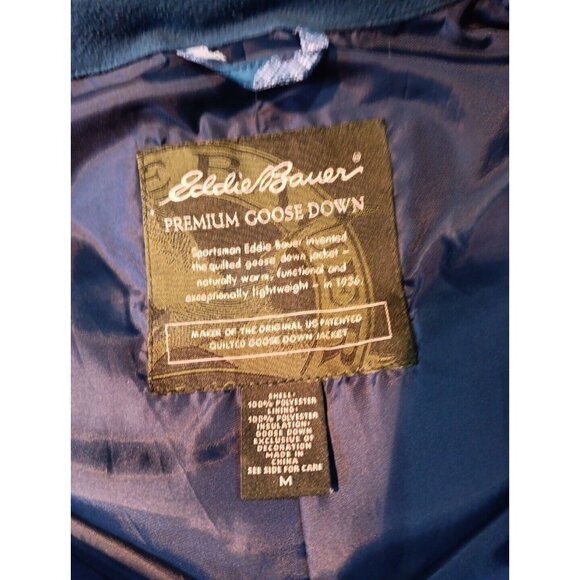 Eddie Bauer®
PREMIUM GOOSE DOWN
Sportsman Eddie Bauer invented
the quilted goose down jacket –
naturally warm, functional and
exceptionally lightweight – in 1936.
MAKER OF THE ORIGINAL US PATENTED
QUILTED GOOSE DOWN JACKET
SHELL:
100% POLYESTER
LINING:
100% POLYESTER
INSULATION:
GOOSE DOWN
EXCLUSIVE OF
DECORATION
MADE IN
CHINA
SEE SIDE FOR CARE
M